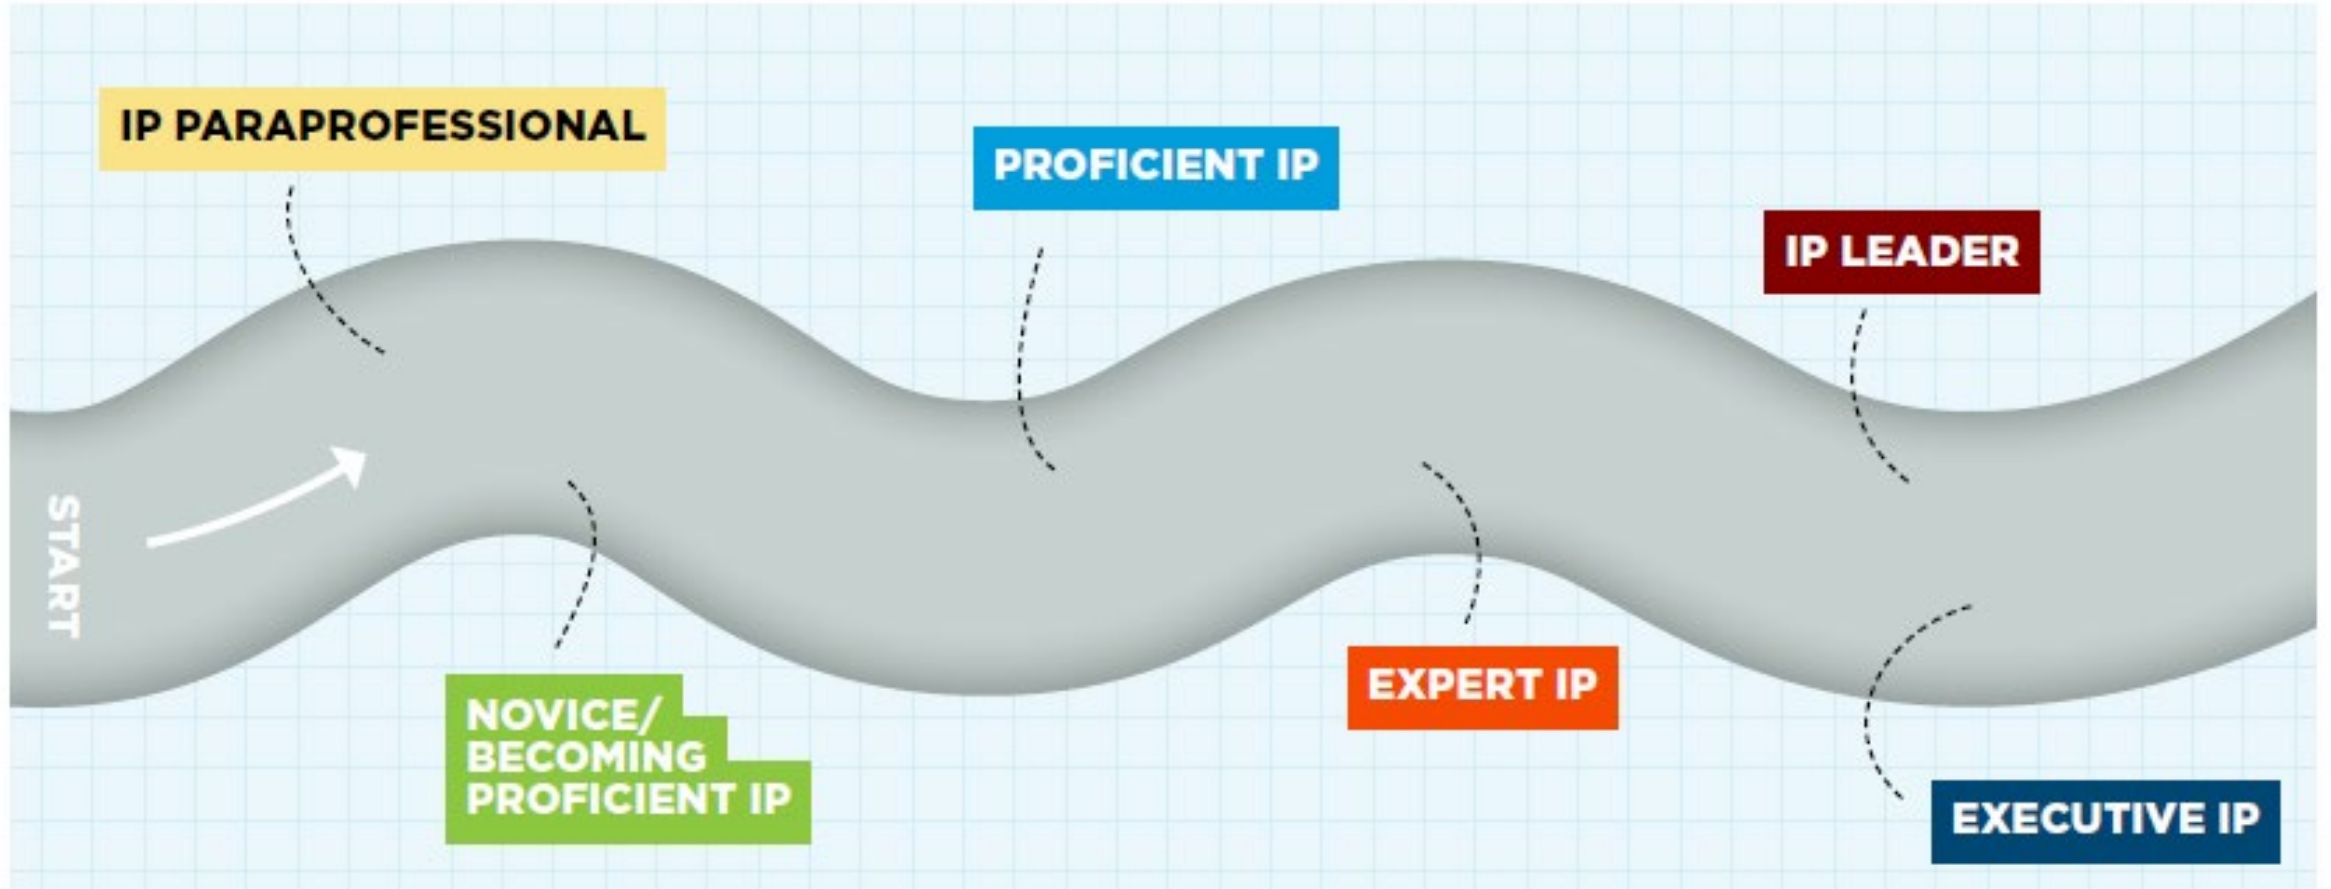 IP PARAPROFESSIONAL
PROFICIENT IP
IP LEADER
START
NOVICE/
BECOMING
PROFICIENT IP
EXPERT IP
EXECUTIVE IP